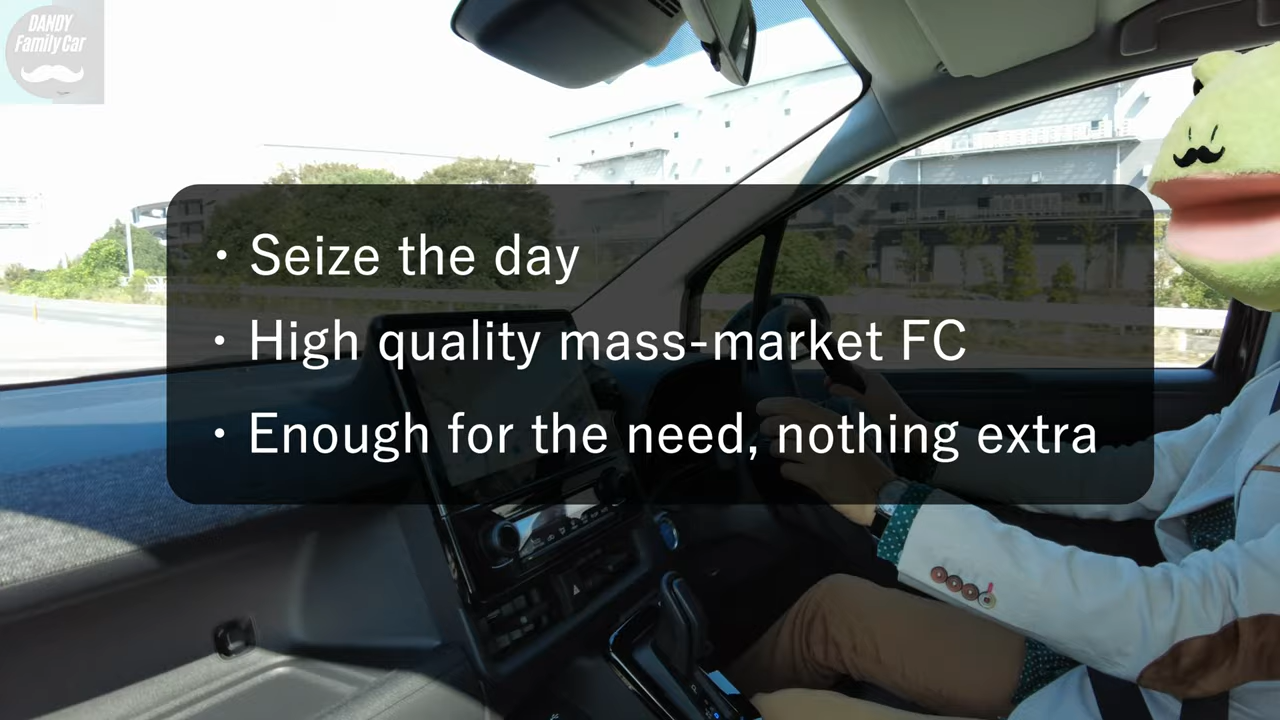 DANDY
Family Car
・Seize the day
・High quality mass-market FC
・Enough for the need, nothing extra
P